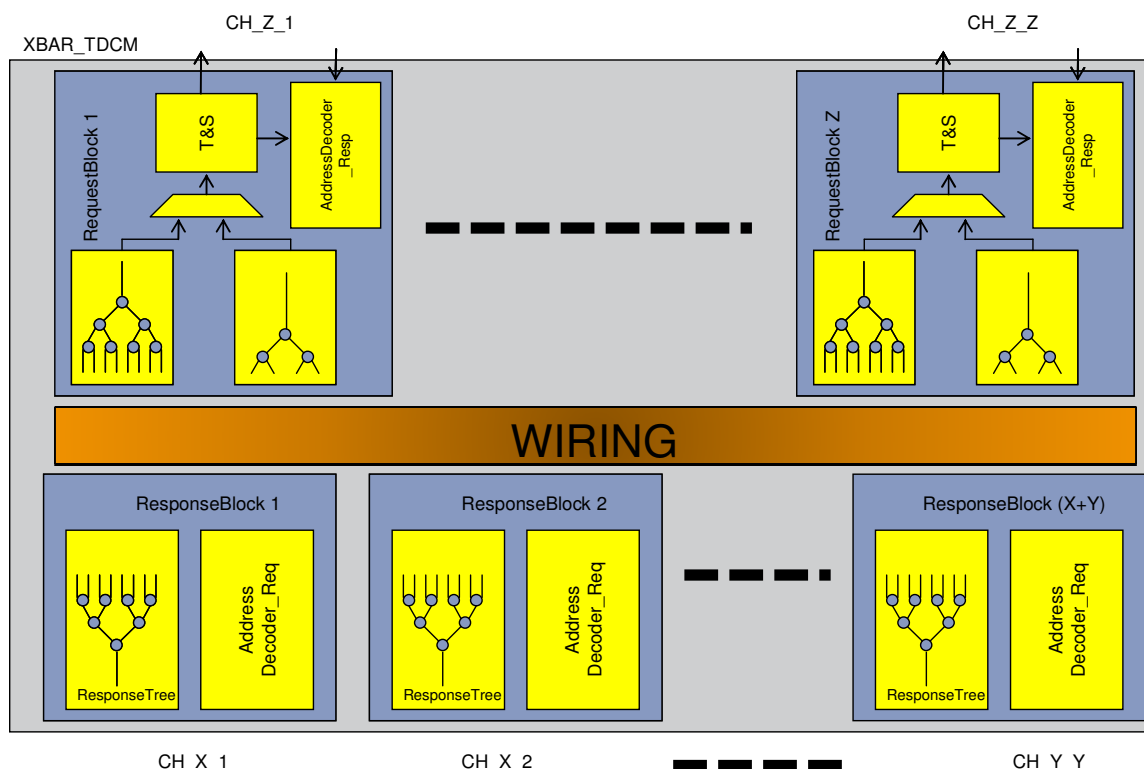 CH_Z_1
CH_Z_Z
XBAR_TDCM
RequestBlock 1
T&S
AddressDecoder
_Resp
RequestBlock Z
T&S
AddressDecoder
_Resp
WIRING
ResponseBlock 1
ResponseBlock 2
ResponseBlock (X+Y)
Address
Decoder_Req
Address
Decoder_Req
Address
Decoder_Req
ResponseTree
ResponseTree
ResponseTree
CH_X_1
CH_X_2
CH_Y_Y